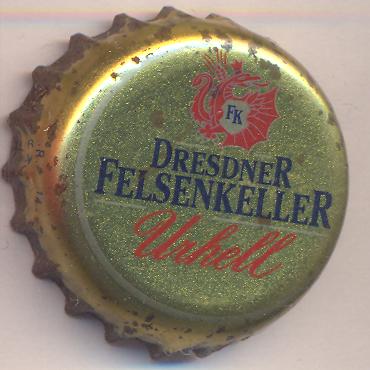 FK
DRESDNER
FELSENKELLER
Urhell